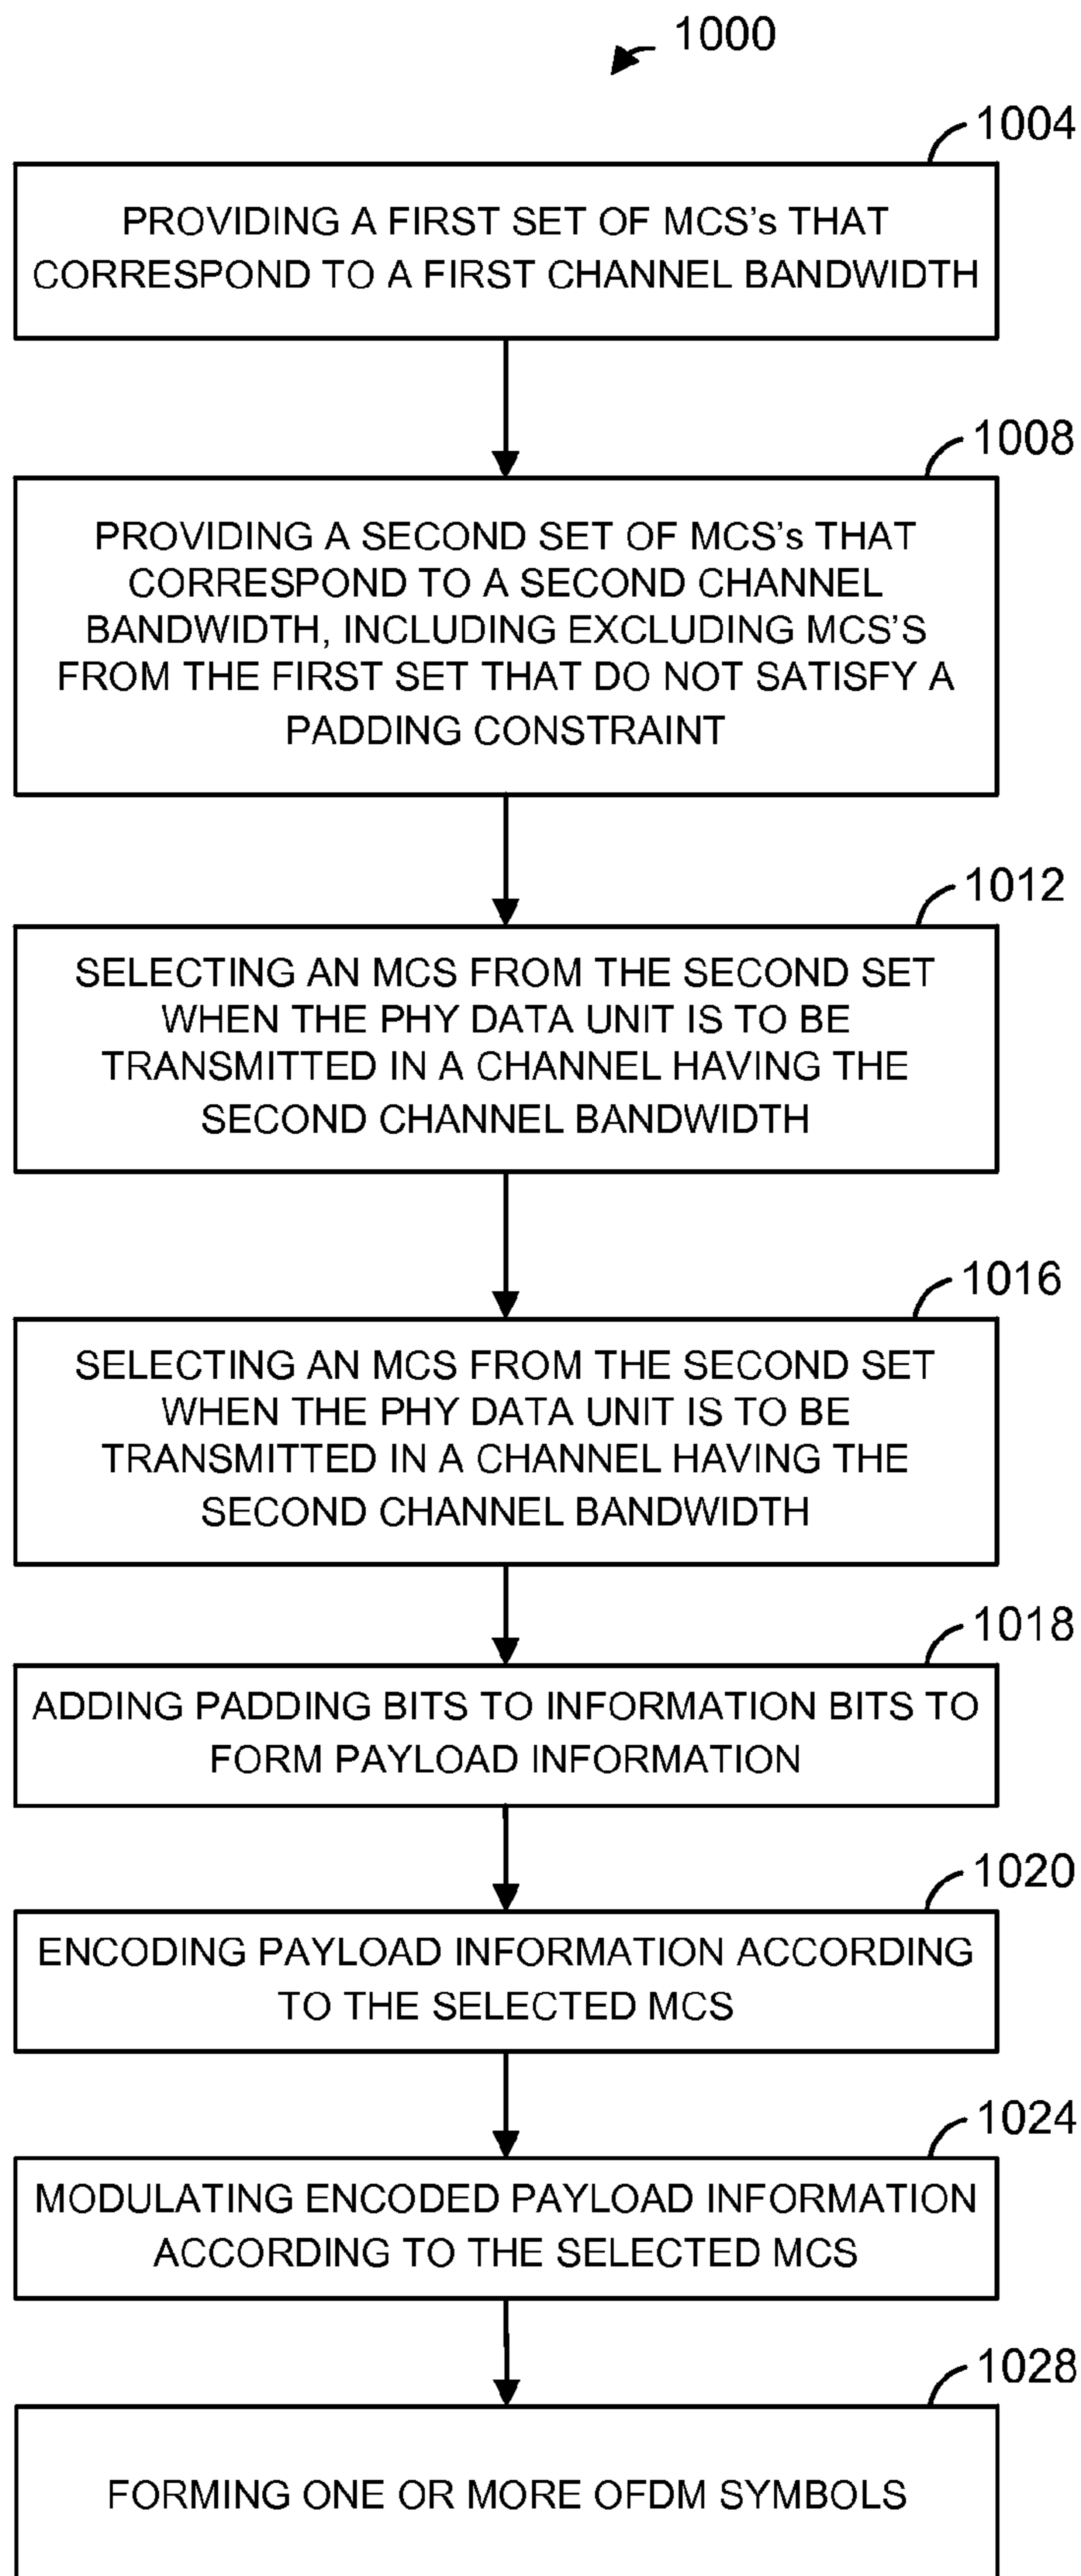 1000
1004
PROVIDING A FIRST SET OF MCS's THAT
CORRESPOND TO A FIRST CHANNEL BANDWIDTH
1008
PROVIDING A SECOND SET OF MCS's THAT
CORRESPOND TO A SECOND CHANNEL
BANDWIDTH, INCLUDING EXCLUDING MCS'S
FROM THE FIRST SET THAT DO NOT SATISFY A
PADDING CONSTRAINT
1012
SELECTING AN MCS FROM THE SECOND SET
WHEN THE PHY DATA UNIT IS TO BE
TRANSMITTED IN A CHANNEL HAVING THE
SECOND CHANNEL BANDWIDTH
1016
SELECTING AN MCS FROM THE SECOND SET
WHEN THE PHY DATA UNIT IS TO BE
TRANSMITTED IN A CHANNEL HAVING THE
SECOND CHANNEL BANDWIDTH
1018
ADDING PADDING BITS TO INFORMATION BITS TO
FORM PAYLOAD INFORMATION
1020
ENCODING PAYLOAD INFORMATION ACCORDING
TO THE SELECTED MCS
1024
MODULATING ENCODED PAYLOAD INFORMATION
ACCORDING TO THE SELECTED MCS
1028
FORMING ONE OR MORE OFDM SYMBOLS